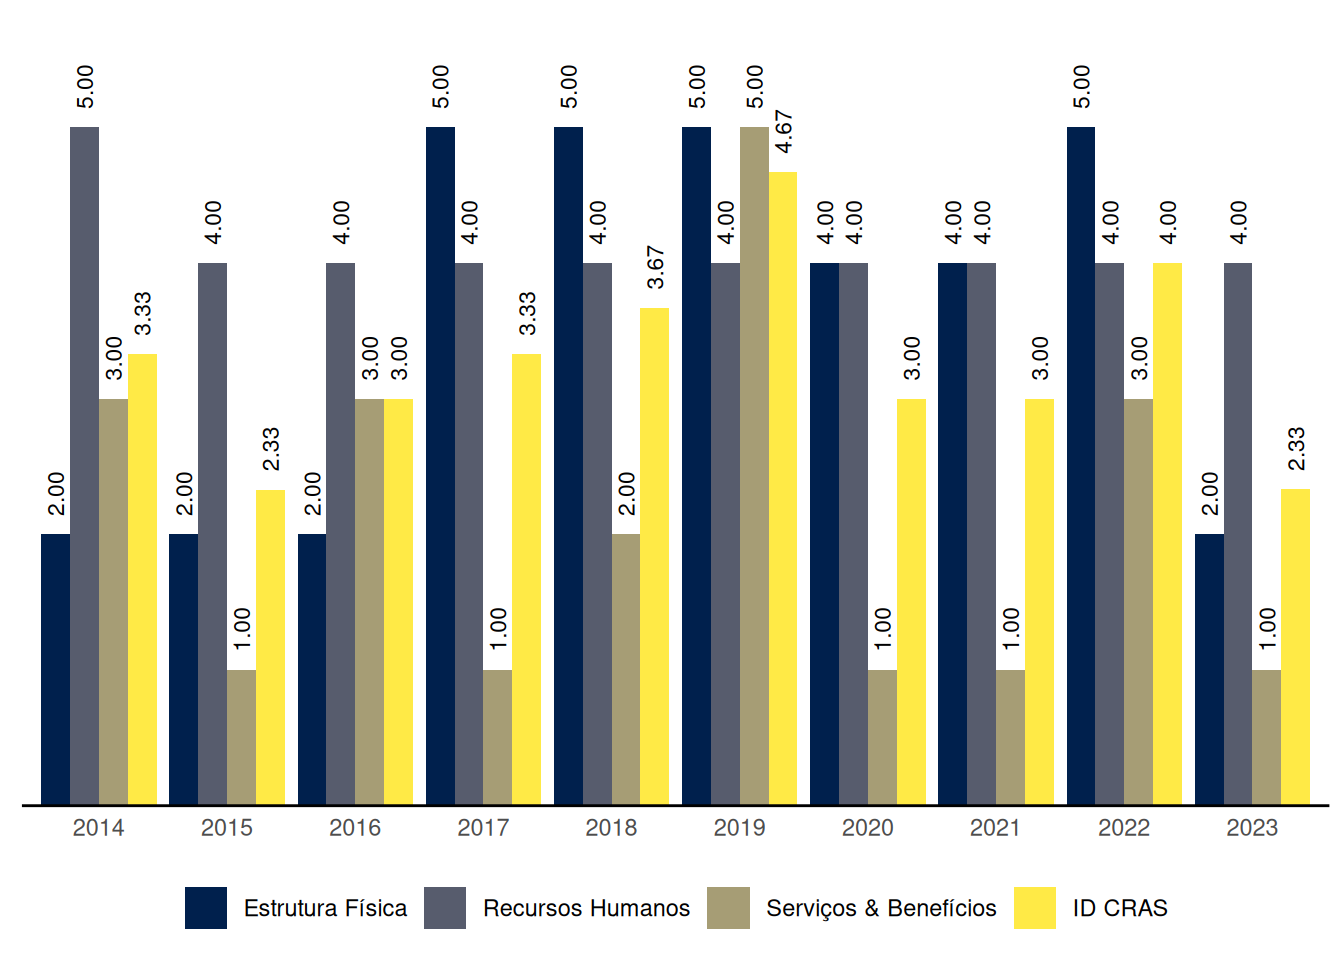 5.00 5.00 5.00 5.00 5.00 5.00
4.67
4.00 4.00 4.00 4.00 4.00 4.00 4.00 4.00 4.00 4.00 4.00 4.00
3.67
3.33 3.33
3.00 3.00 3.00 3.00 3.00 3.00
2.33 2.33
2.00 2.00 2.00 2.00 2.00
1.00 1.00 1.00 1.00 1.00
2014 2015 2016 2017 2018 2019 2020 2021 2022 2023
Estrutura Física Recursos Humanos Serviços & Benefícios ID CRAS